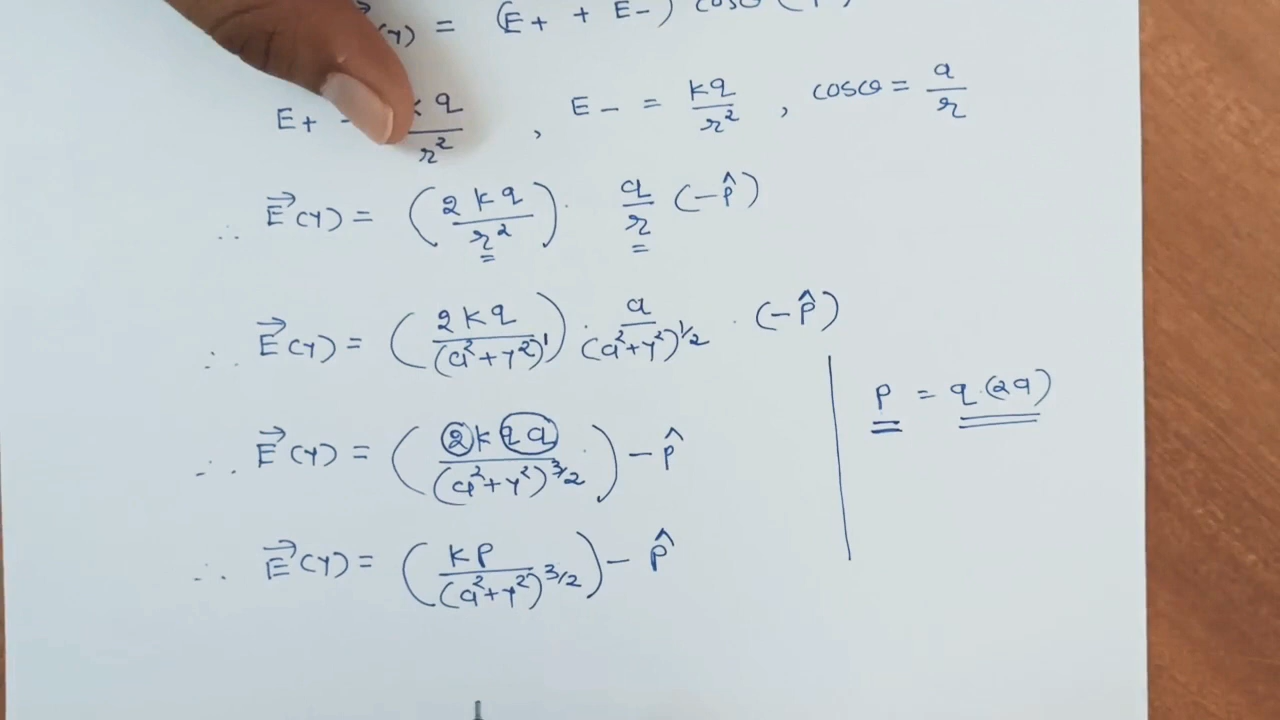 (y) = (E+ + E-) cosθ (
E+ = kq/r² , E- = kq/r² , cosθ = a/r
∴ E⃗(y) = (2kq/r²) · a/r (-p̂)
∴ E⃗(y) = (2kq/(a²+y²)¹) · a/(a²+y²)^1/2 · (-p̂)
p = q.(2a)
∴ E⃗(y) = (2kqa/(a²+y²)^3/2) - p̂
∴ E⃗(y) = (kp/(a²+y²)^3/2) - p̂